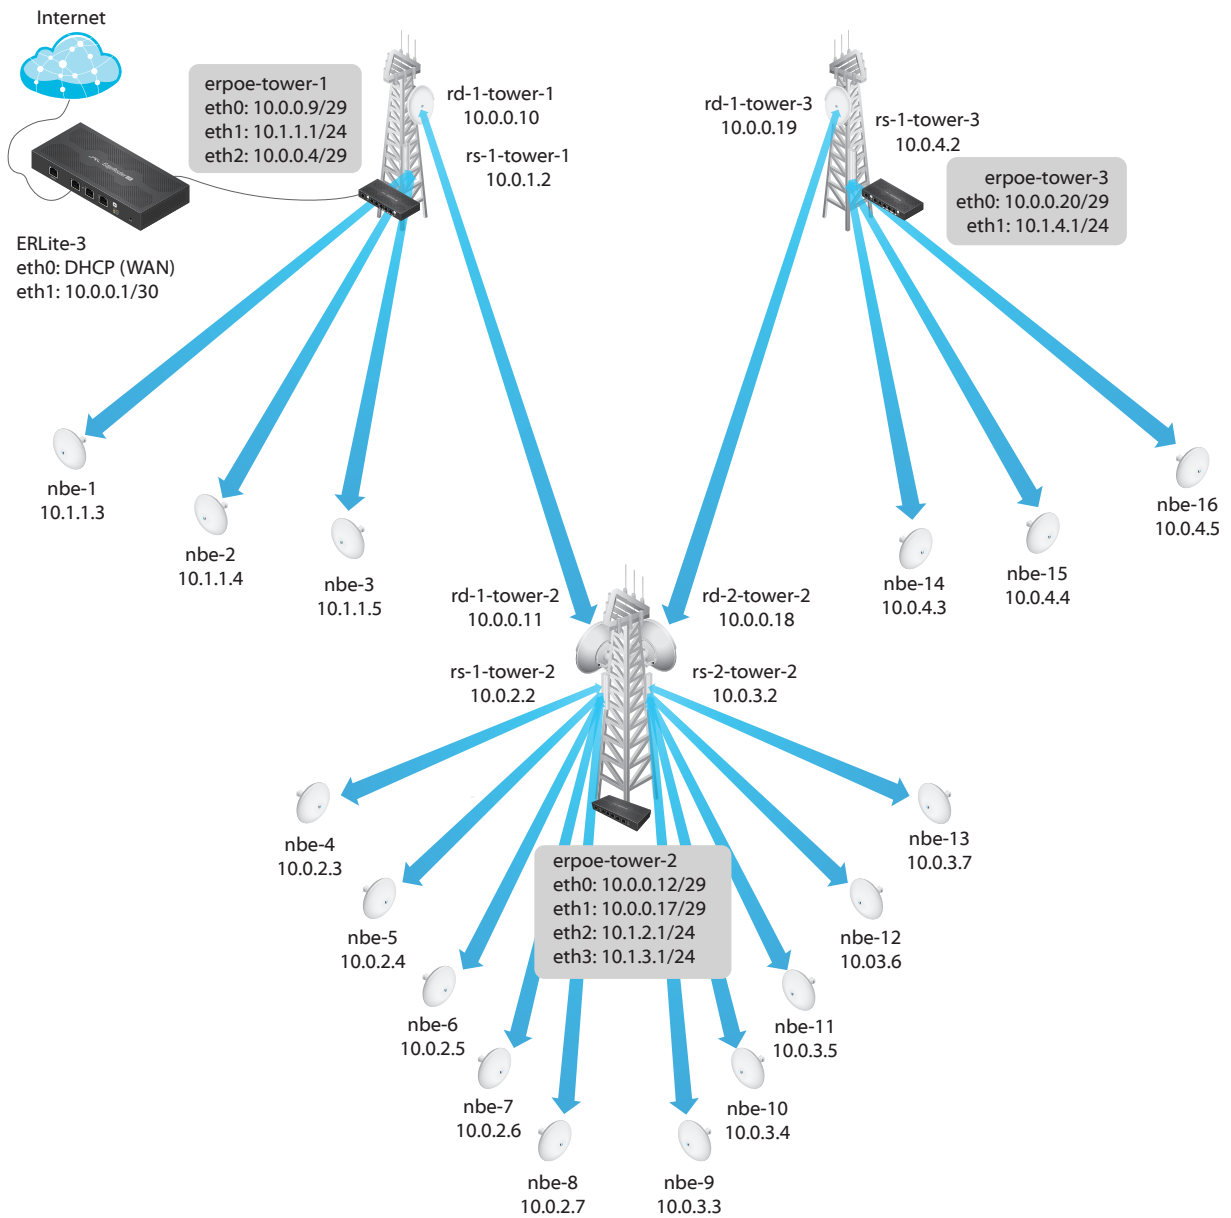 Internet
erpoe-tower-1
eth0: 10.0.0.9/29
eth1: 10.1.1.1/24
eth2: 10.0.0.4/29
rd-1-tower-1
10.0.0.10
rs-1-tower-1
10.0.1.2
rd-1-tower-3
10.0.0.19
rs-1-tower-3
10.0.4.2
erpoe-tower-3
eth0: 10.0.0.20/29
eth1: 10.1.4.1/24
ERLite-3
eth0: DHCP (WAN)
eth1: 10.0.0.1/30
nbe-1
10.1.1.3
nbe-2
10.1.1.4
nbe-3
10.1.1.5
nbe-14
10.0.4.3
nbe-15
10.0.4.4
nbe-16
10.0.4.5
rd-1-tower-2
10.0.0.11
rd-2-tower-2
10.0.0.18
rs-1-tower-2
10.0.2.2
rs-2-tower-2
10.0.3.2
nbe-4
10.0.2.3
nbe-5
10.0.2.4
nbe-6
10.0.2.5
nbe-7
10.0.2.6
nbe-8
10.0.2.7
erpoe-tower-2
eth0: 10.0.0.12/29
eth1: 10.0.0.17/29
eth2: 10.1.2.1/24
eth3: 10.1.3.1/24
nbe-13
10.0.3.7
nbe-12
10.03.6
nbe-11
10.0.3.5
nbe-10
10.0.3.4
nbe-9
10.0.3.3